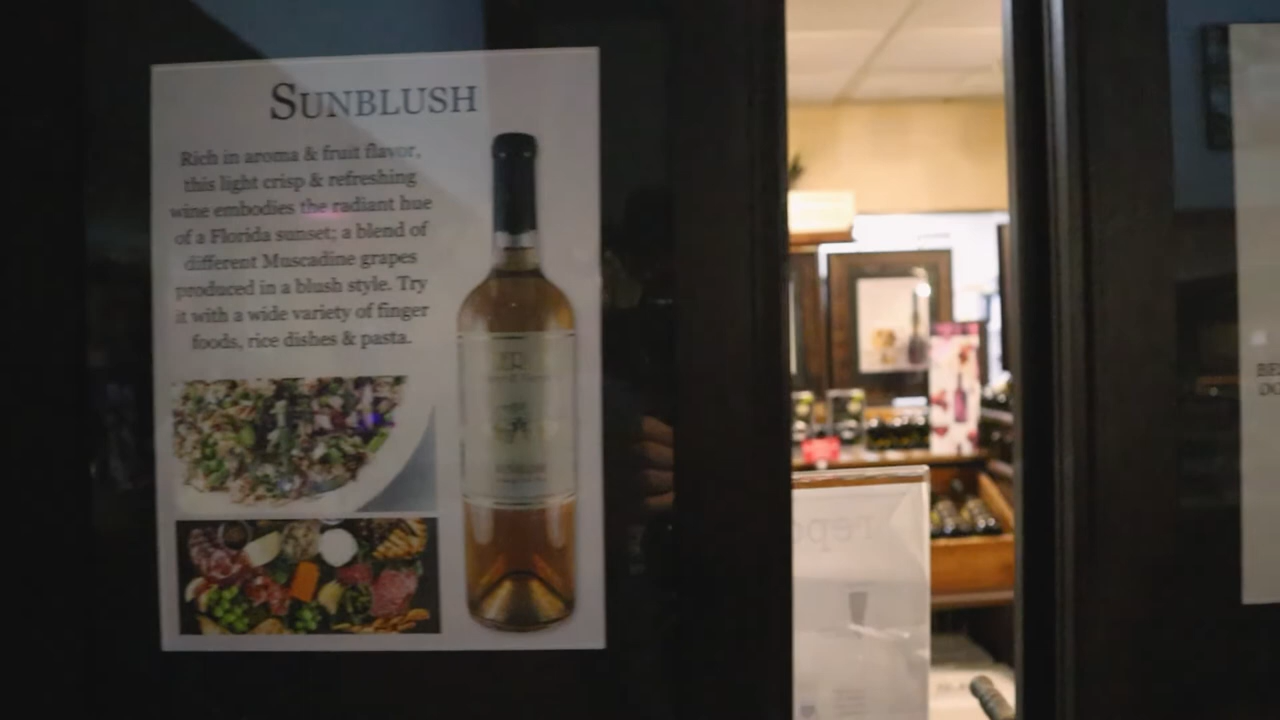 SUNBLUSH
Rich in aroma & fruit flavor,
this light crisp & refreshing
wine embodies the radiant hue
of a Florida sunset; a blend of
different Muscadine grapes
produced in a blush style. Try
it with a wide variety of finger
foods, rice dishes & pasta.